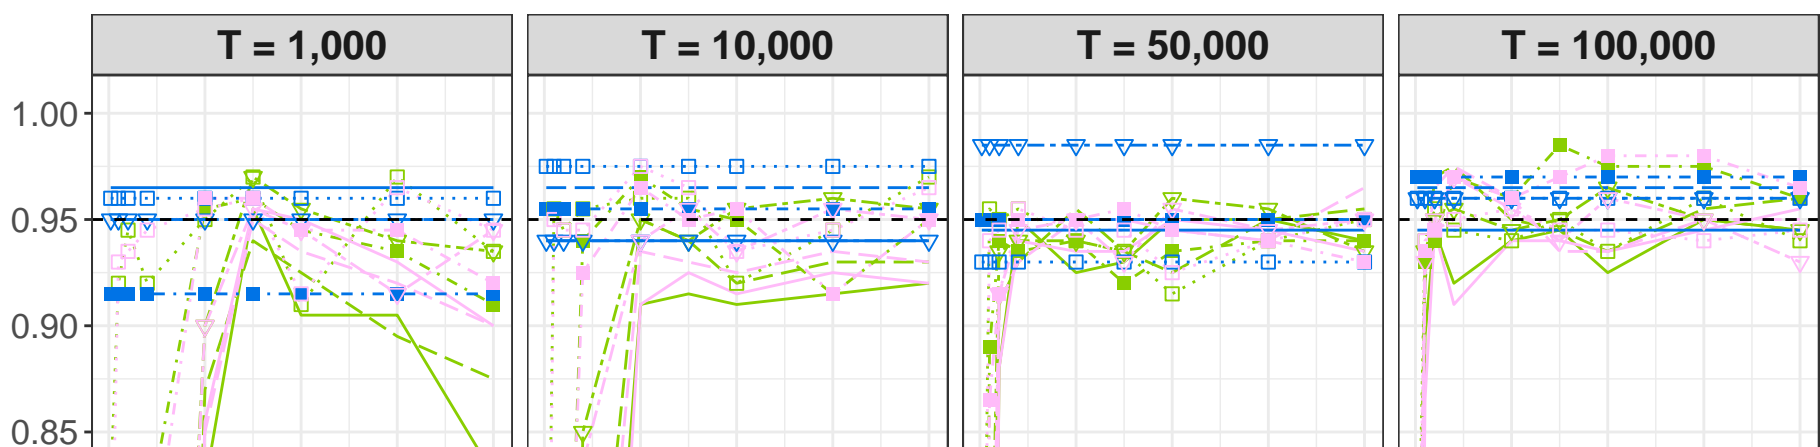 T = 1,000
T = 10,000
T = 50,000
T = 100,000
1.00
0.95
0.90
0.85